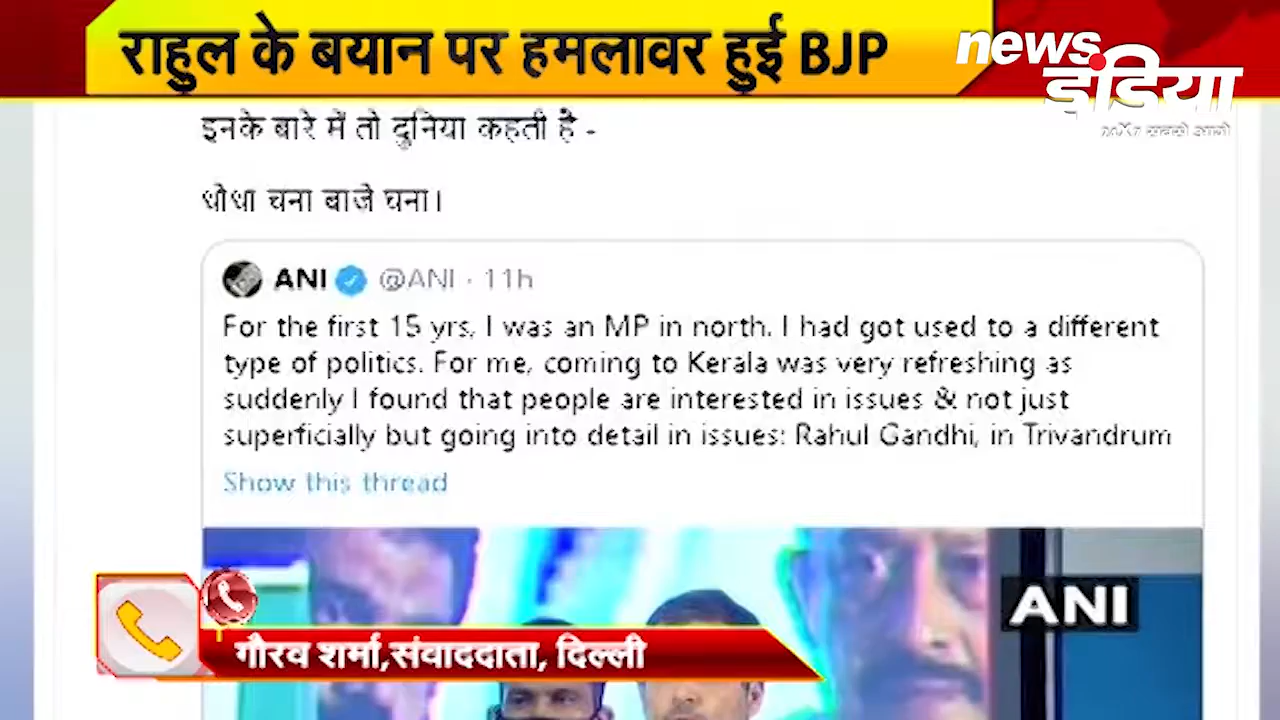 राहुल के बयान पर हमलावर हुई BJP
news
इंडिया
इनके बारे में तो दुनिया कहती है -
थोथा चना बाजे घना।
ANI @ANI · 11h
For the first 15 yrs, I was an MP in north. I had got used to a different
type of politics. For me, coming to Kerala was very refreshing as
suddenly I found that people are interested in issues & not just
superficially but going into detail in issues: Rahul Gandhi, in Trivandrum
Show this thread
ANI
गौरव शर्मा,संवाददाता, दिल्ली